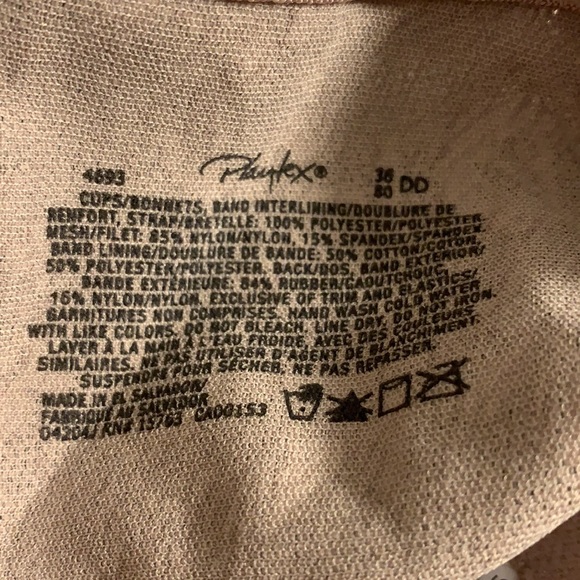 4693 Playtex® 36 DD
80
CUPS/BONNETS, BAND INTERLINING/DOUBLURE DE
RENFORT, STRAP/BRETELLE: 100% POLYESTER/POLYESTER.
MESH/FILET: 85% NYLON/NYLON, 15% SPANDEX/SPANDEX.
BAND LINING/DOUBLURE DE BANDE: 50% COTTON/COTON,
50% POLYESTER/POLYESTER. BACK/DOS, BAND EXTERIOR/
BANDE EXTÉRIEURE: 84% RUBBER/CAOUTCHOUC,
16% NYLON/NYLON. EXCLUSIVE OF TRIM AND ELASTICS/
GARNITURES NON COMPRISES. HAND WASH COLD WATER
WITH LIKE COLORS. DO NOT BLEACH. LINE DRY. DO NOT IRON.
LAVER À LA MAIN À L'EAU FROIDE, AVEC DES COULEURS
SIMILAIRES. NE PAS UTILISER D'AGENT DE BLANCHIMENT.
SUSPENDRE POUR SÉCHER. NE PAS REPASSER.
MADE IN EL SALVADOR/
FABRIQUÉ AU SALVADOR
04204/ RN# 15763 CA00153